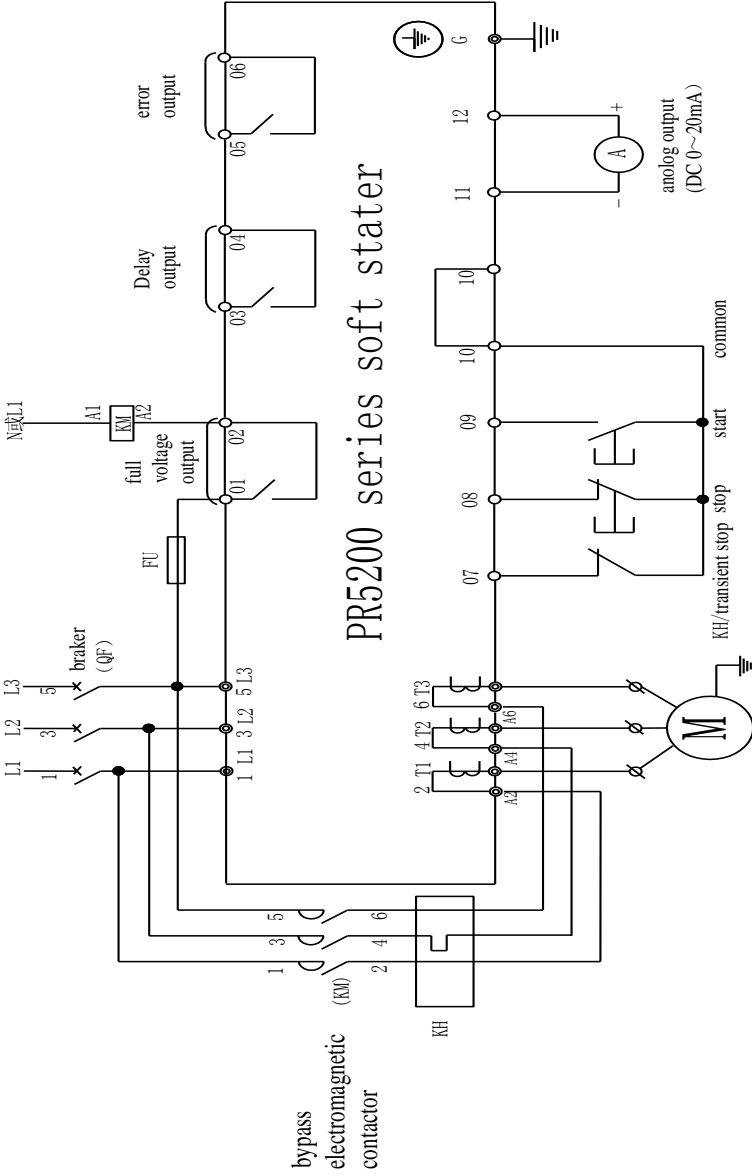 L1
L2
L3
1
3
5
braker
(QF)
FU
N或L1
A1
KM
A2
full
voltage
output
Delay
output
error
output
1 L1
3 L2
5 L3
01
02
03
04
05
06
PR5200 series soft stater
2 T1
4 T2
6 T3
A2
A4
A6
07
08
09
10
10
11
12
G
1
3
5
2
4
6
(KM)
KH
bypass
electromagnetic
contactor
M
KH/transient stop
stop
start
common
-
A
+
anolog output
(DC 0～20mA)